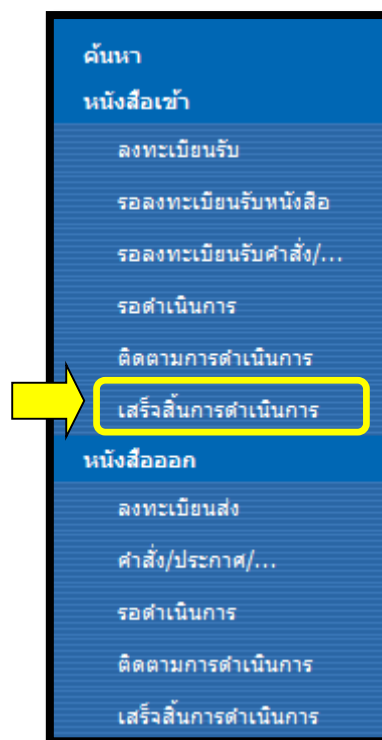 ค้นหา
หนังสือเข้า
ลงทะเบียนรับ
รอลงทะเบียนรับหนังสือ
รอลงทะเบียนรับคำสั่ง/...
รอดำเนินการ
ติดตามการดำเนินการ
เสร็จสิ้นการดำเนินการ
หนังสือออก
ลงทะเบียนส่ง
คำสั่ง/ประกาศ/...
รอดำเนินการ
ติดตามการดำเนินการ
เสร็จสิ้นการดำเนินการ